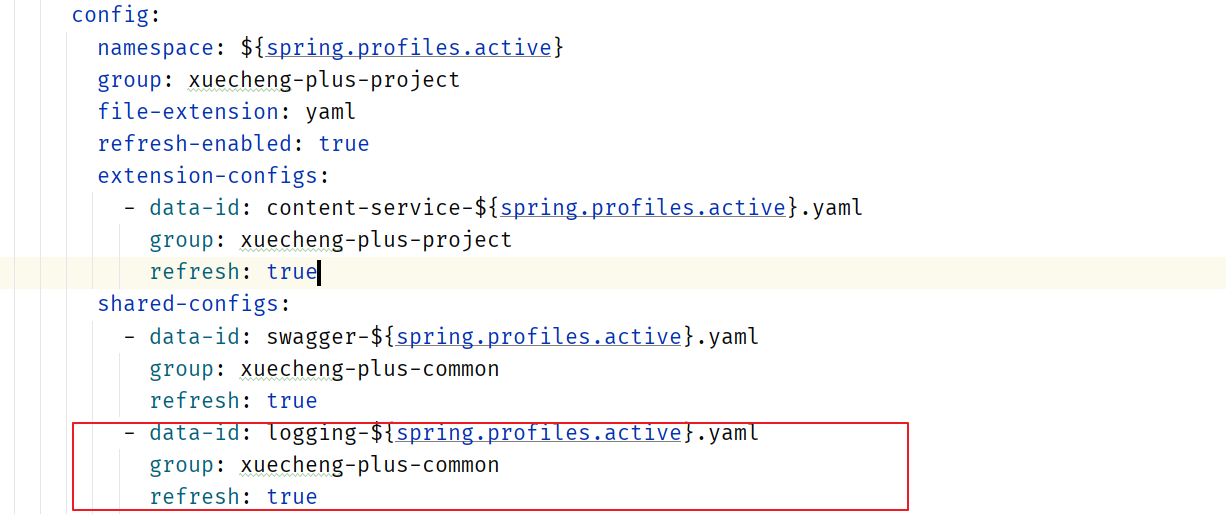 config:
namespace: ${spring.profiles.active}
group: xuecheng-plus-project
file-extension: yaml
refresh-enabled: true
extension-configs:
- data-id: content-service-${spring.profiles.active}.yaml
group: xuecheng-plus-project
refresh: true
shared-configs:
- data-id: swagger-${spring.profiles.active}.yaml
group: xuecheng-plus-common
refresh: true
- data-id: logging-${spring.profiles.active}.yaml
group: xuecheng-plus-common
refresh: true